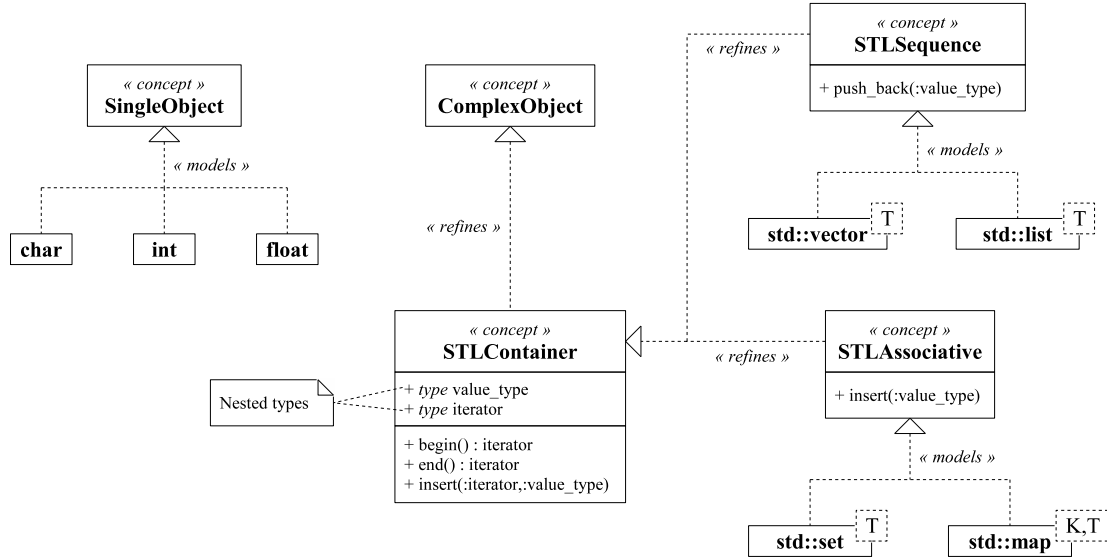 « concept »
SingleObject
« models »
char
int
float
« concept »
ComplexObject
« refines »
« concept »
STLContainer
+ type value_type
+ type iterator
+ begin() : iterator
+ end() : iterator
+ insert(:iterator,:value_type)
Nested types
« refines »
« concept »
STLSequence
+ push_back(:value_type)
« models »
T
std::vector
T
std::list
« refines »
« concept »
STLAssociative
+ insert(:value_type)
« models »
T
std::set
K,T
std::map